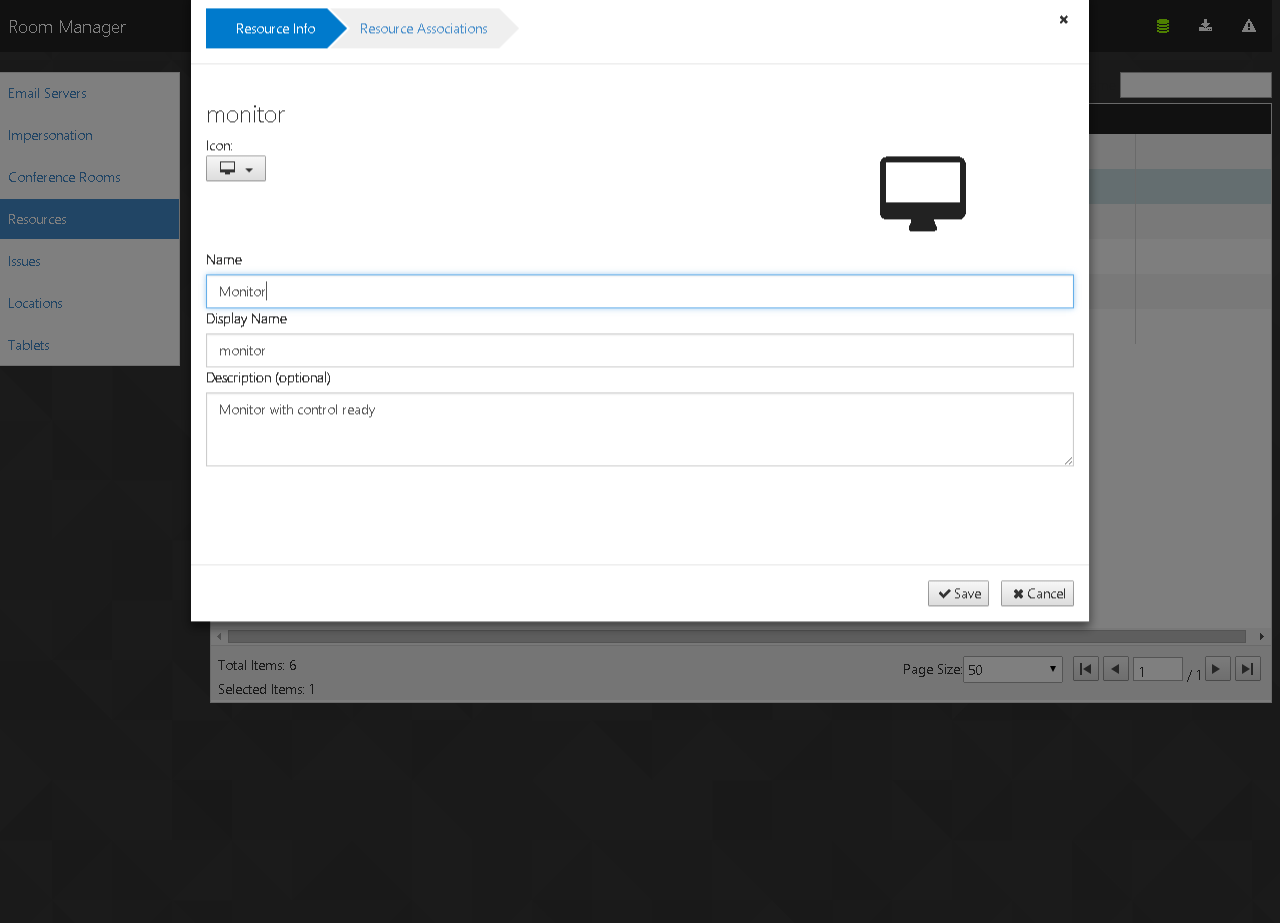 Room Manager
Resource Info
Resource Associations
Email Servers
Impersonation
Conference Rooms
Resources
Issues
Locations
Tablets
monitor
Icon:
Name
Monitor
Display Name
monitor
Description (optional)
Monitor with control ready
Save
Cancel
Total Items: 6
Selected Items: 1
Page Size: 50
1 / 1